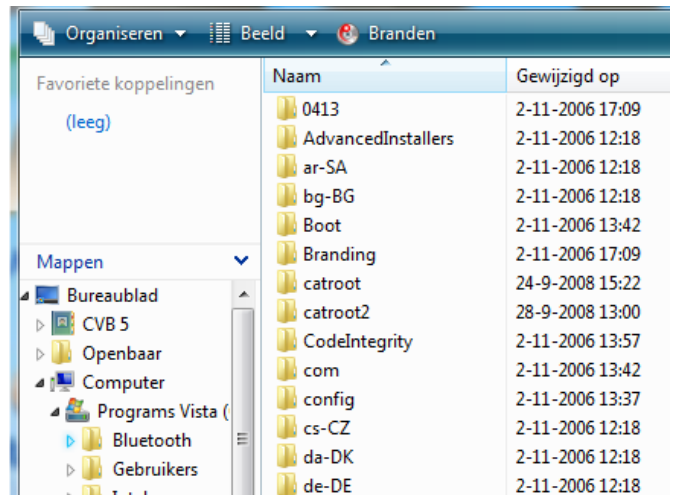 Organiseren Beeld Branden
Favoriete koppelingen
(leeg)
Mappen
Bureaublad
CVB 5
Openbaar
Computer
Programs Vista (
Bluetooth
Gebruikers
Naam Gewijzigd op
0413 2-11-2006 17:09
AdvancedInstallers 2-11-2006 12:18
ar-SA 2-11-2006 12:18
bg-BG 2-11-2006 12:18
Boot 2-11-2006 13:42
Branding 2-11-2006 17:09
catroot 24-9-2008 15:22
catroot2 28-9-2008 13:00
CodeIntegrity 2-11-2006 13:57
com 2-11-2006 13:42
config 2-11-2006 13:37
cs-CZ 2-11-2006 12:18
da-DK 2-11-2006 12:18
de-DE 2-11-2006 12:18